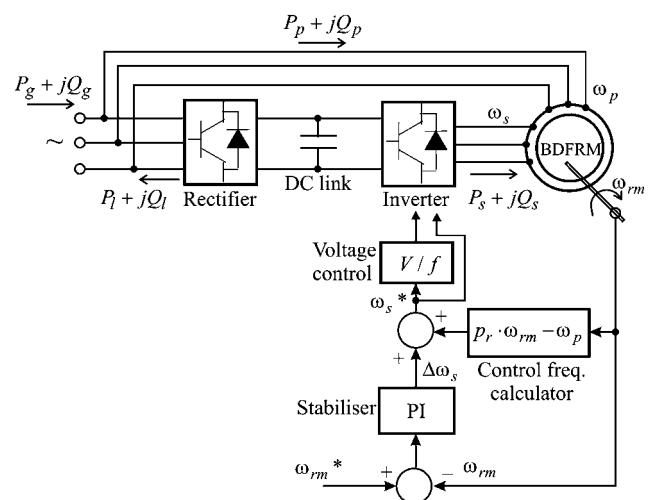 P_p + jQ_p
P_g + jQ_g
ω_p
ω_s
~
BDFRM
DC link
P_l + jQ_l
Rectifier
Inverter
P_s + jQ_s
ω_rm
Voltage
control
V / f
ω_s *
+
p_r · ω_rm − ω_p
+
Δω_s
Control freq.
calculator
Stabiliser
PI
ω_rm *
+
− ω_rm